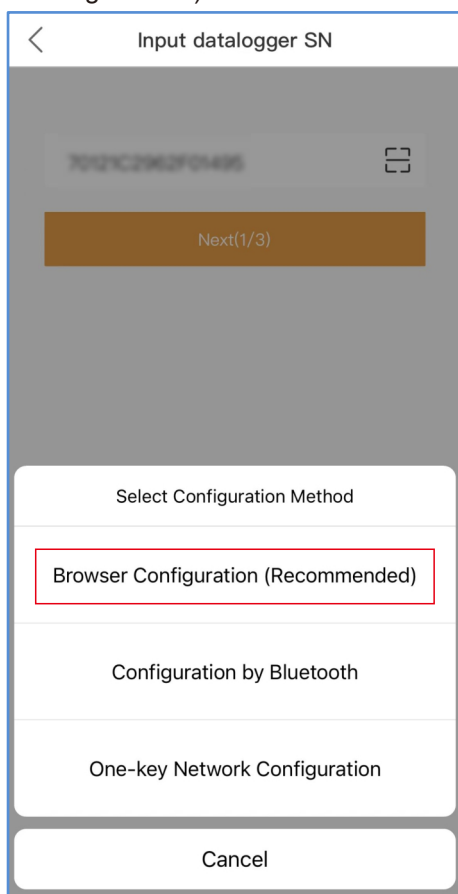 Input datalogger SN
Next(1/3)
Select Configuration Method
Browser Configuration (Recommended)
Configuration by Bluetooth
One-key Network Configuration
Cancel